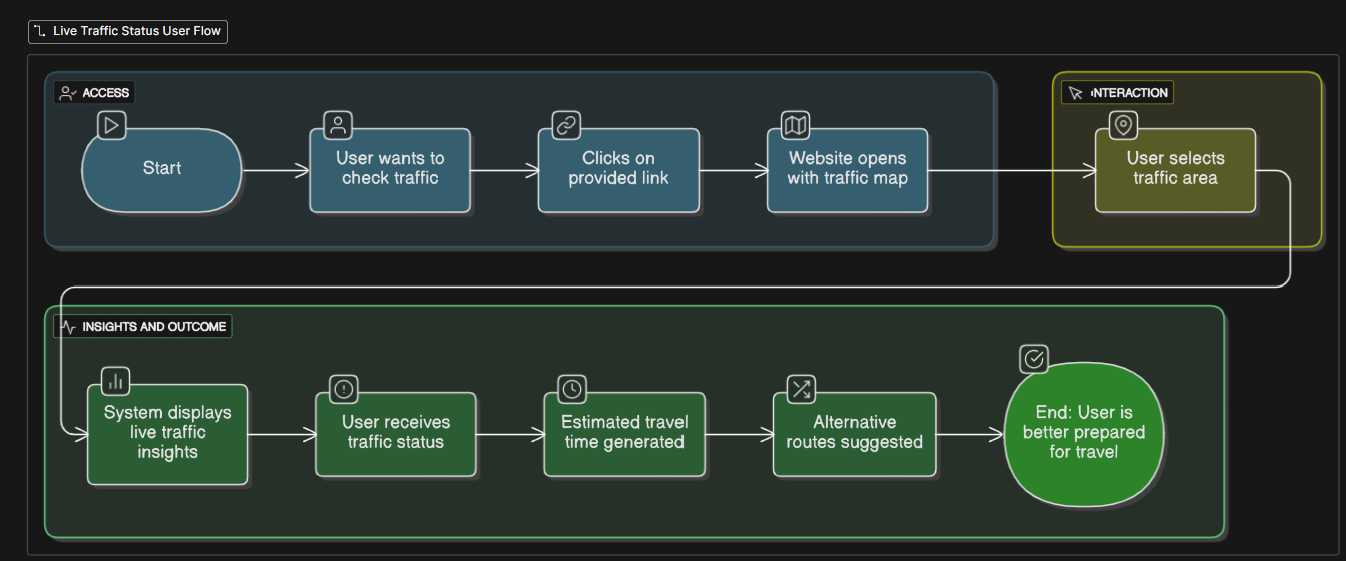 Live Traffic Status User Flow
ACCESS
INTERACTION
Start
User wants to
check traffic
Clicks on
provided link
Website opens
with traffic map
User selects
traffic area
INSIGHTS AND OUTCOME
System displays
live traffic
insights
User receives
traffic status
Estimated travel
time generated
Alternative
routes suggested
End: User is
better prepared
for travel